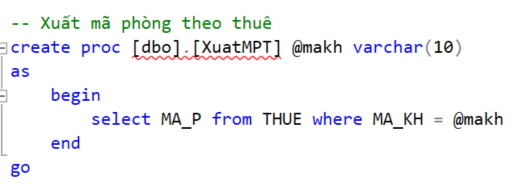 -- Xuất mã phòng theo thuê
create proc [dbo].[XuatMPT] @makh varchar(10)
as
begin
select MA_P from THUE where MA_KH = @makh
end
go